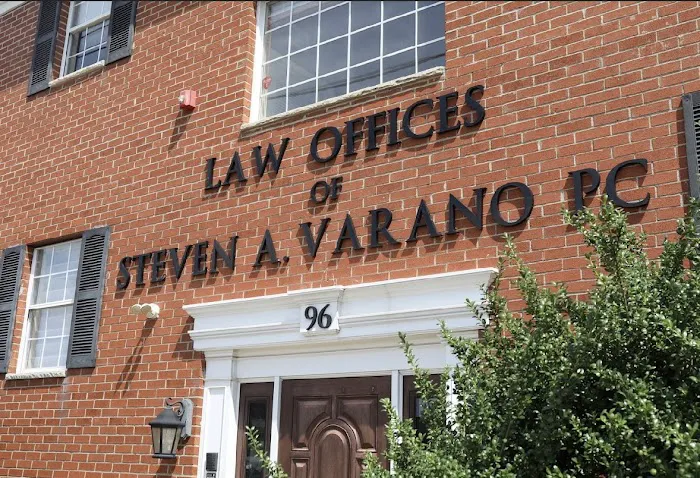 LAW OFFICES
OF
STEVEN A. VARANO PC
96